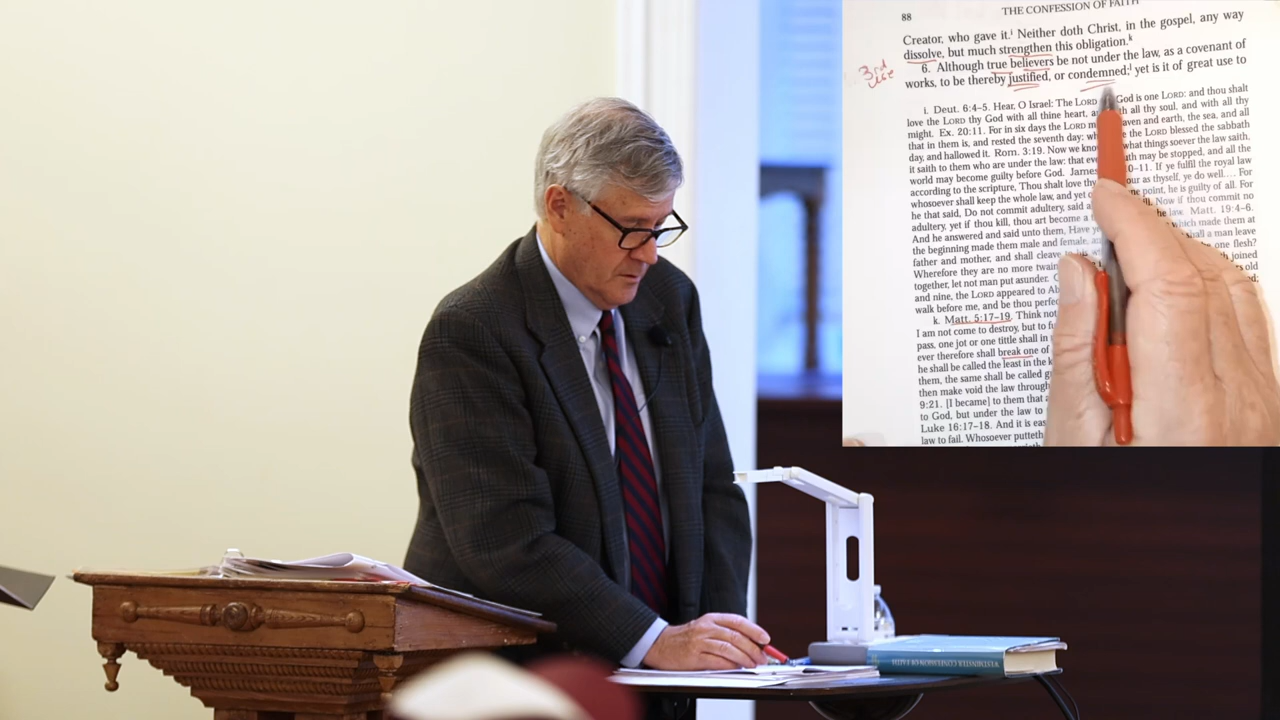 88
THE CONFESSION OF FAITH
Creator, who gave it.i Neither doth Christ, in the gospel, any way
dissolve, but much strengthen this obligation.k
3rd
use
6. Although true believers be not under the law, as a covenant of
works, to be thereby justified, or condemned;l yet is it of great use to
i. Deut. 6:4–5. Hear, O Israel: The LORD God is one LORD: and thou shalt
love the LORD thy God with all thine heart, all thy soul, and with all thy
might. Ex. 20:11. For in six days the LORD and earth, the sea, and all
that in them is, and rested the seventh day: the LORD blessed the sabbath
day, and hallowed it. Rom. 3:19. Now we what things soever the law saith,
it saith to them who are under the law: that may be stopped, and all the
world may become guilty before God. James 10–11. If ye fulfil the royal law
according to the scripture, Thou shalt love as thyself, ye do well.… For
whosoever shall keep the whole law, and yet one point, he is guilty of all. For
he that said, Do not commit adultery, said Now if thou commit no
adultery, yet if thou kill, thou art become a the law. Matt. 19:4–6.
And he answered and said unto them, Have which made them at
the beginning made them male and female, shall a man leave
father and mother, and shall cleave one flesh?
Wherefore they are no more twain joined
together, let not man put asunder. old
and nine, the LORD appeared to
walk before me, and be thou
k. Matt. 5:17–19. Think not
I am not come to destroy, but to
pass, one jot or one tittle shall in
ever therefore shall break one of
he shall be called the least in the
them, the same shall be called
then make void the law through
9:21. [I became] to them that
to God, but under the law to
Luke 16:17–18. And it is
law to fail. Whosoever putteth
WESTMINSTER CONFESSION OF FAITH